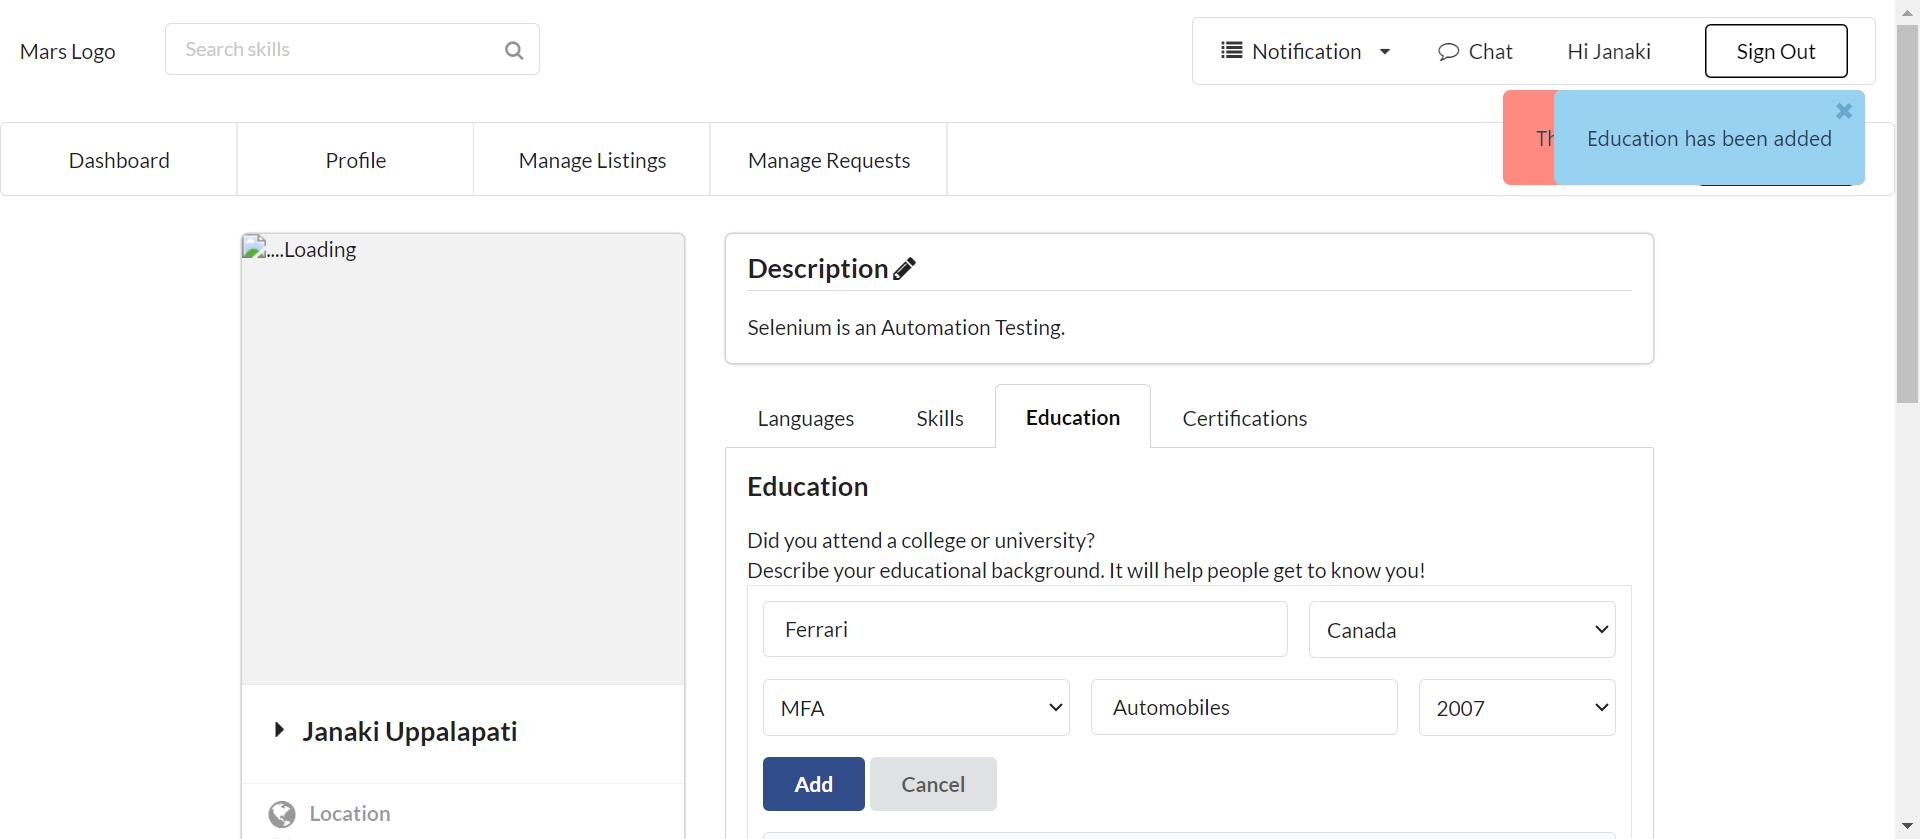 Mars Logo
Search skills
Notification
Chat
Hi Janaki
Sign Out
Education has been added
Dashboard
Profile
Manage Listings
Manage Requests
....Loading
Description
Selenium is an Automation Testing.
Languages
Skills
Education
Certifications
Education
Did you attend a college or university?
Describe your educational background. It will help people get to know you!
Ferrari
Canada
MFA
Automobiles
2007
Add
Cancel
Janaki Uppalapati
Location